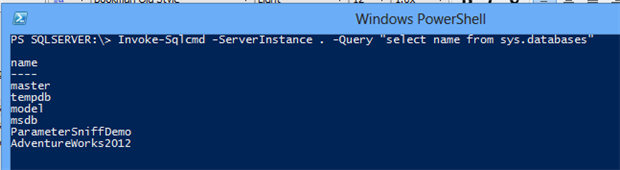 Windows PowerShell
PS SQLSERVER:\> Invoke-Sqlcmd -ServerInstance . -Query "select name from sys.databases"
name
----
master
tempdb
model
msdb
ParameterSniffDemo
AdventureWorks2012